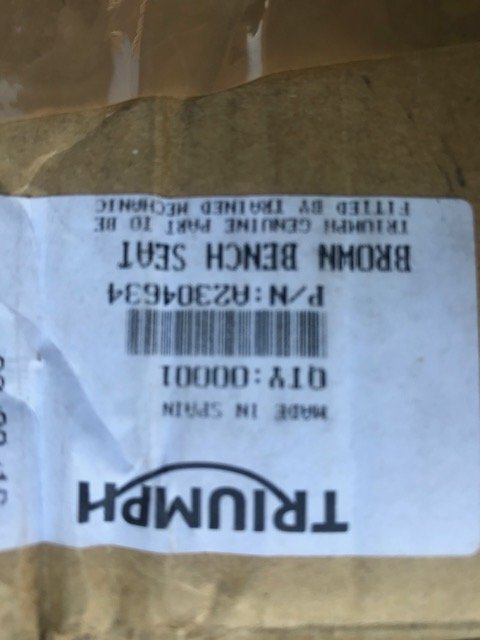 TRIUMPH
MADE IN SPAIN
QTY:00001
P/N:A2304634
BROWN BENCH SEAT
TRIUMPH GENUINE PART TO BE
FITTED BY TRAINED MECHANIC